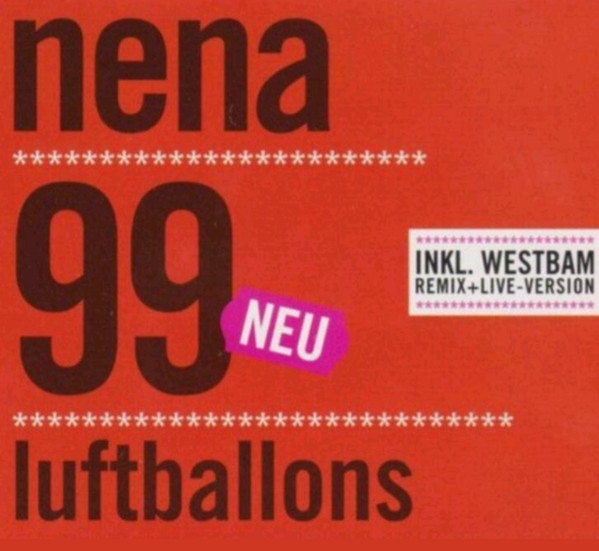 nena
************************
99
NEU
*****************************
luftballons
**************************
INKL. WESTBAM
REMIX+LIVE-VERSION
**************************